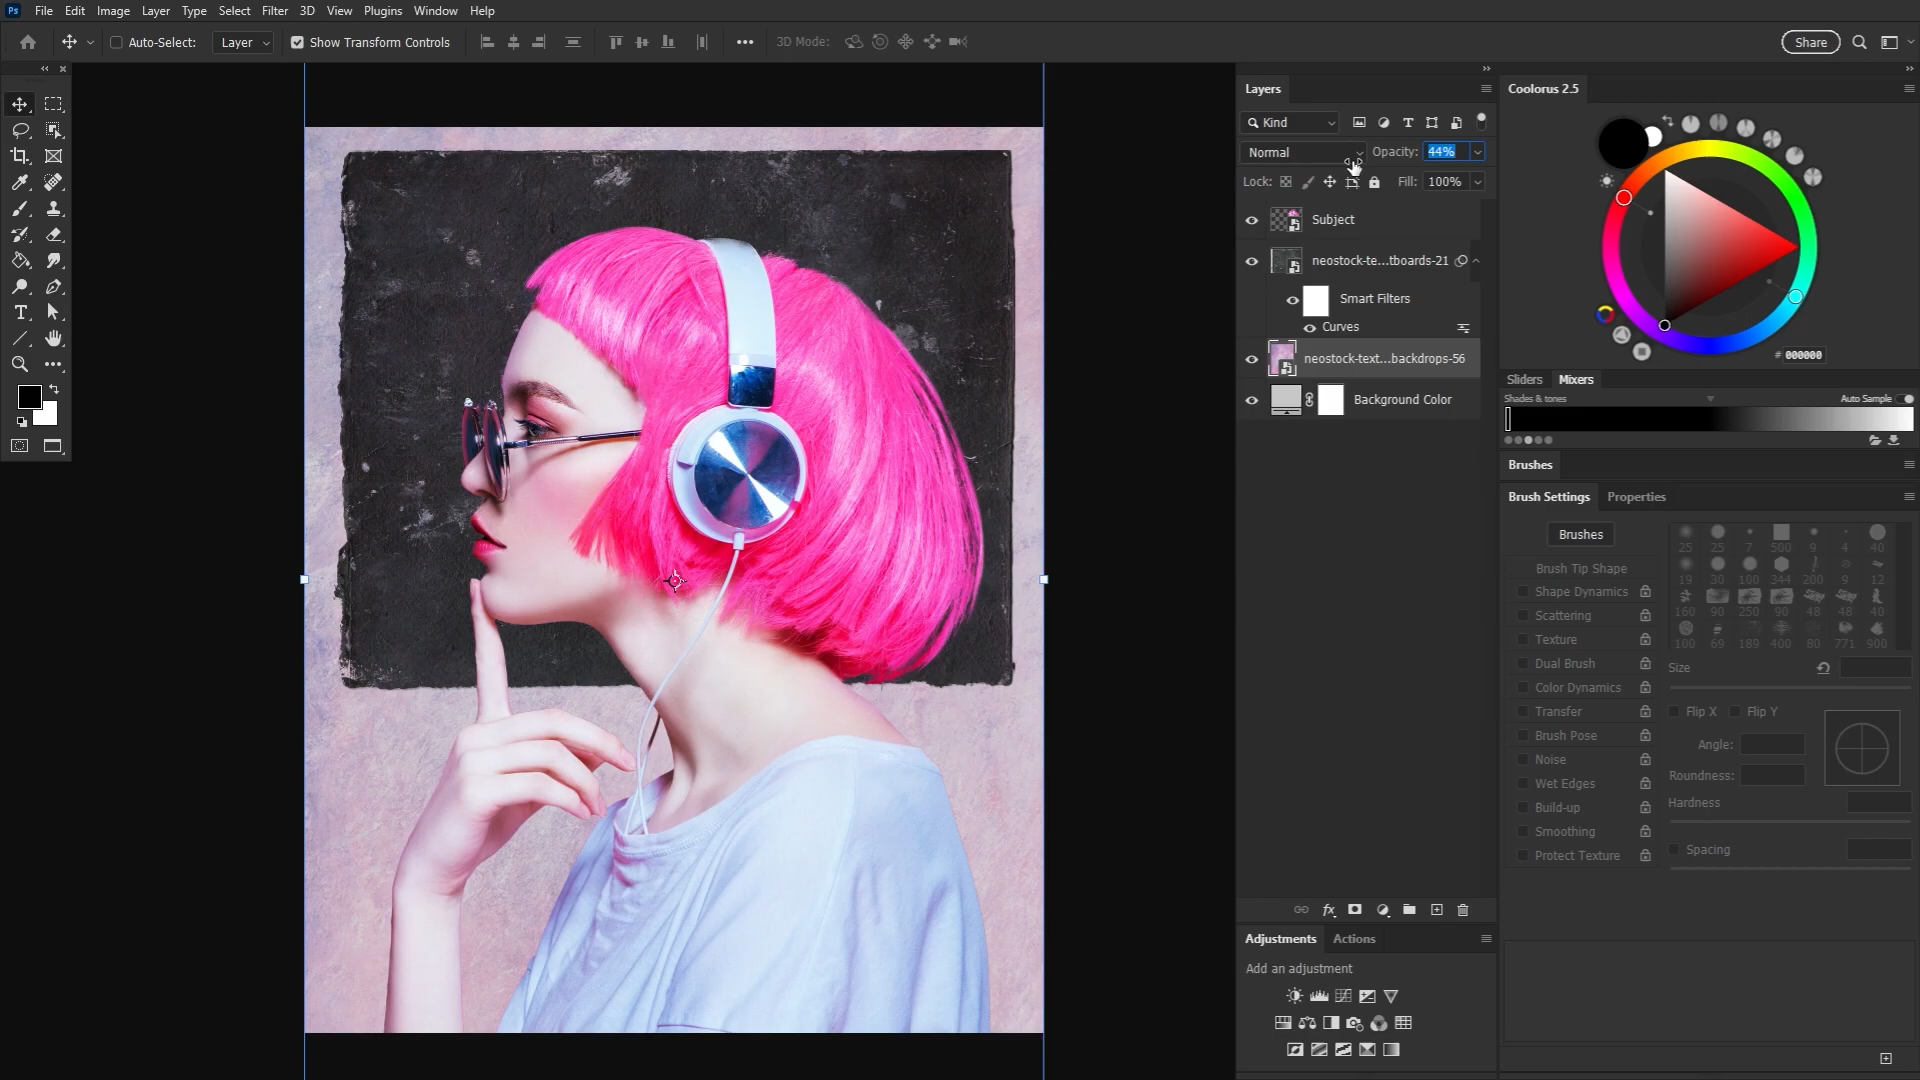 Ps File Edit Image Layer Type Select Filter 3D View Plugins Window Help
Auto-Select: Layer Show Transform Controls 3D Mode: Share
Layers
Kind
Normal Opacity: 44%
Lock: Fill: 100%
Subject
neostock-te...tboards-21
Smart Filters
Curves
neostock-text...backdrops-56
Background Color
Adjustments Actions
Add an adjustment
Coolorus 2.5
# 000000
Sliders Mixers
Shades & tones Auto Sample
Brushes
Brush Settings Properties
Brushes
Brush Tip Shape
Shape Dynamics
Scattering
Texture
Dual Brush
Color Dynamics
Transfer
Brush Pose
Noise
Wet Edges
Build-up
Smoothing
Protect Texture
25 25 7 500 9 4 40
19 30 100 344 200 9 12
160 90 250 90 48 48 40
100 69 189 400 80 771 900
Size
Flip X Flip Y
Angle:
Roundness:
Hardness
Spacing